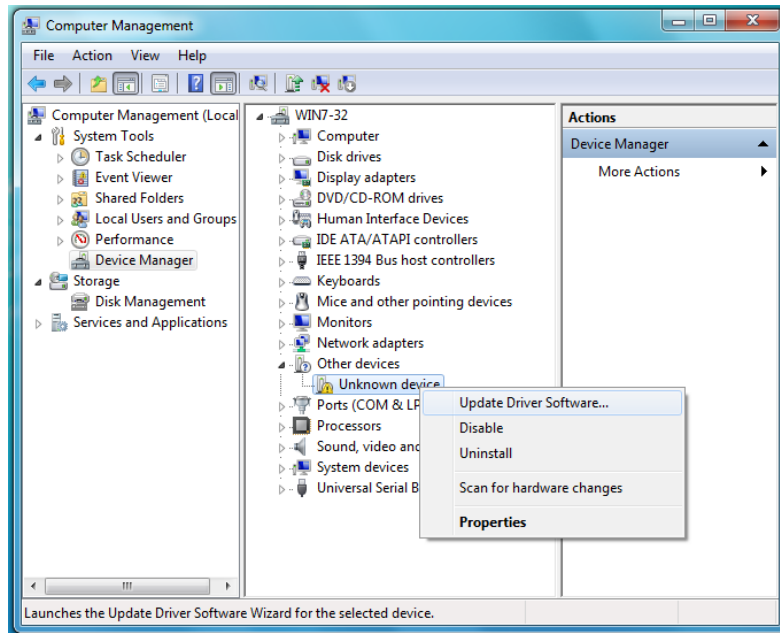 Computer Management
File Action View Help
Computer Management (Local
System Tools
Task Scheduler
Event Viewer
Shared Folders
Local Users and Groups
Performance
Device Manager
Storage
Disk Management
Services and Applications
WIN7-32
Computer
Disk drives
Display adapters
DVD/CD-ROM drives
Human Interface Devices
IDE ATA/ATAPI controllers
IEEE 1394 Bus host controllers
Keyboards
Mice and other pointing devices
Monitors
Network adapters
Other devices
Unknown device
Ports (COM & LP
Processors
Sound, video and
System devices
Universal Serial B
Update Driver Software...
Disable
Uninstall
Scan for hardware changes
Properties
Actions
Device Manager
More Actions
Launches the Update Driver Software Wizard for the selected device.